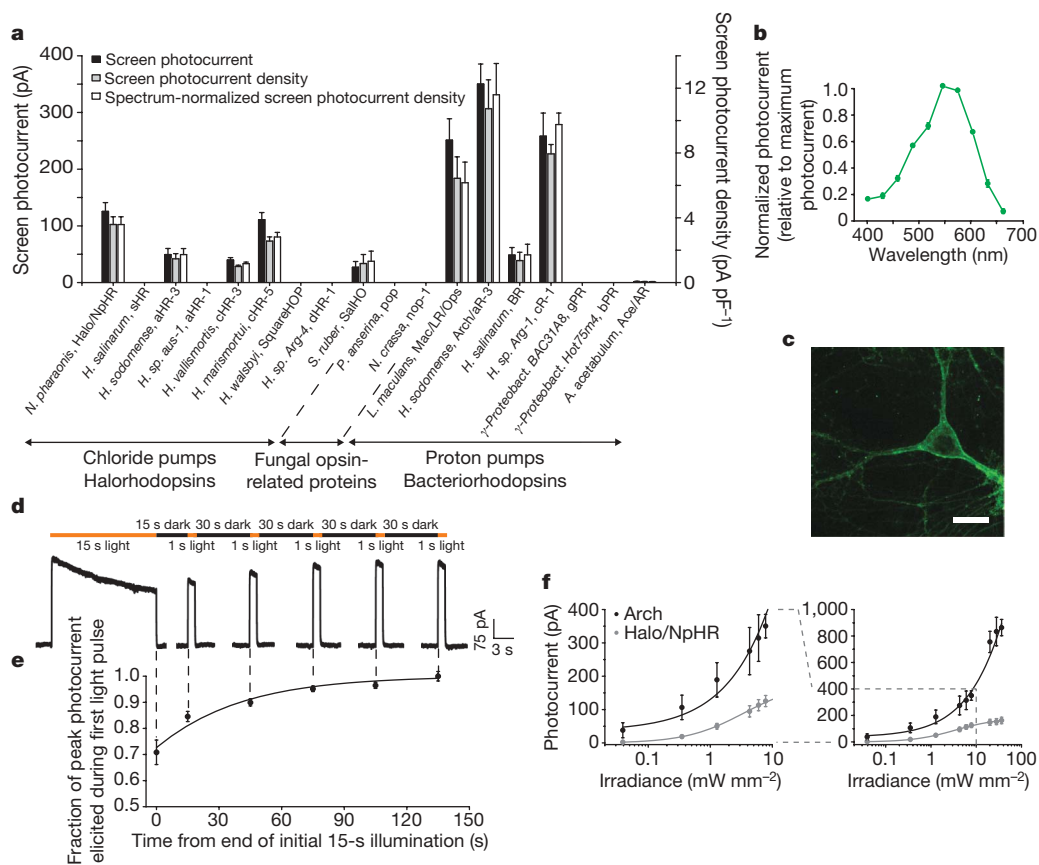 a
Screen photocurrent (pA)
400
300
200
100
0
Screen photocurrent
Screen photocurrent density
Spectrum-normalized screen photocurrent density
12
8
4
0
Screen photocurrent density (pA pF⁻¹)
N. pharaonis, Halo/NpHR
H. salinarum, sHR
H. sodomense, aHR-3
H. sp. aus-1, aHR-1
H. vallismortis, cHR-3
H. marismortui, cHR-5
H. walsbyi, SquareHOP
H. sp. Arg-4, dHR-1
S. ruber, SalHO
P. anserina, pop
N. crassa, nop-1
L. maculans, Mac/LR/Ops
H. sodomense, Arch/aR-3
H. salinarum, BR
H. sp. Arg-1, cR-1
γ-Proteobact. BAC31A8, gPR
γ-Proteobact. Hot75m4, bPR
A. acetabulum, Ace/AR
Chloride pumps
Halorhodopsins
Fungal opsin-
related proteins
Proton pumps
Bacteriorhodopsins
b
Normalized photocurrent
(relative to maximum
photocurrent)
1.0
0.8
0.6
0.4
0.2
0
400 500 600 700
Wavelength (nm)
c
d
15 s dark 30 s dark 30 s dark 30 s dark 30 s dark
15 s light 1 s light 1 s light 1 s light 1 s light 1 s light
75 pA
3 s
e
Fraction of peak photocurrent
elicited during first light pulse
1.0
0.9
0.8
0.7
0.6
0.5
0 30 60 90 120 150
Time from end of initial 15-s illumination (s)
f
Photocurrent (pA)
400
300
200
100
0
Arch
Halo/NpHR
0.1 1 10
Irradiance (mW mm⁻²)
1,000
800
600
400
200
0
0.1 1 10 100
Irradiance (mW mm⁻²)